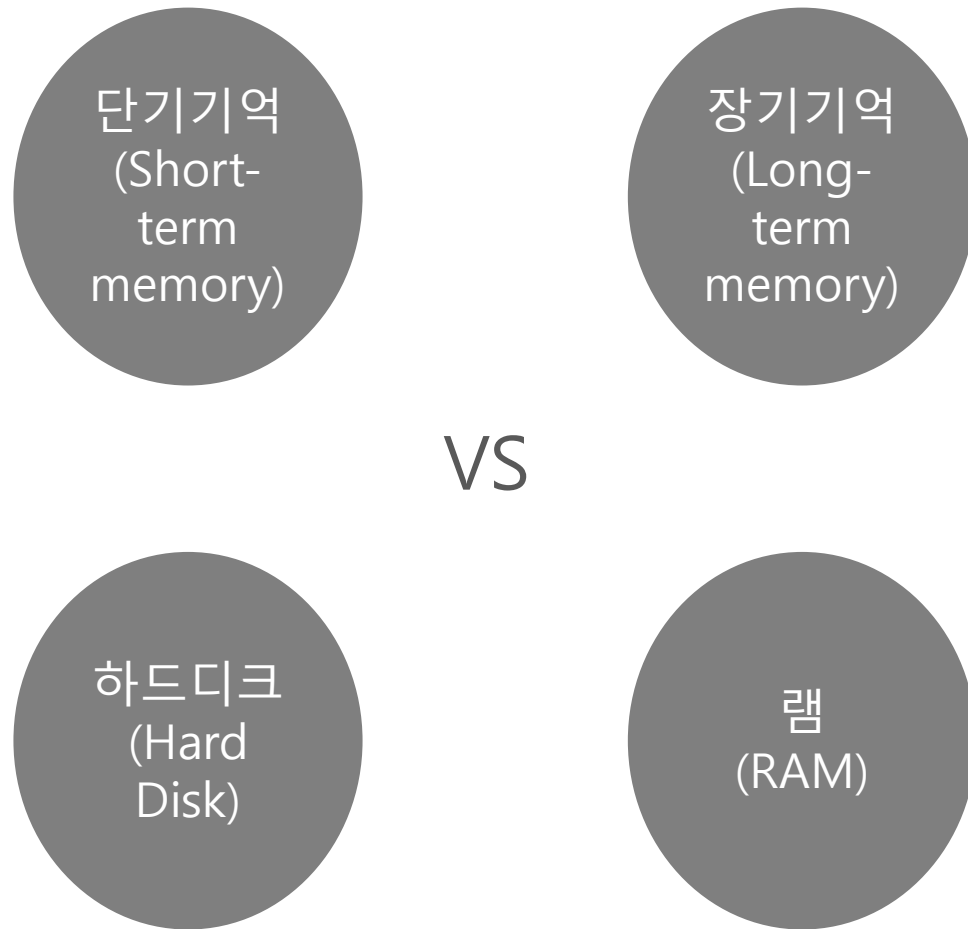 단기기억
(Short-
term
memory)
장기기억
(Long-
term
memory)
VS
하드디크
(Hard
Disk)
램
(RAM)